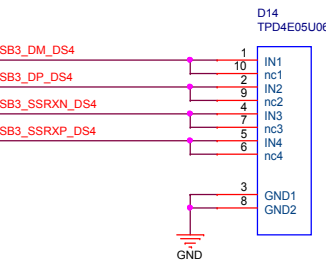 D14
TPD4E05U06
SB3_DM_DS4 1 IN1
10 nc1
SB3_DP_DS4 2 IN2
9 nc2
SB3_SSRXN_DS4 4 IN3
7 nc3
SB3_SSRXP_DS4 5 IN4
6 nc4
3 GND1
8 GND2
GND